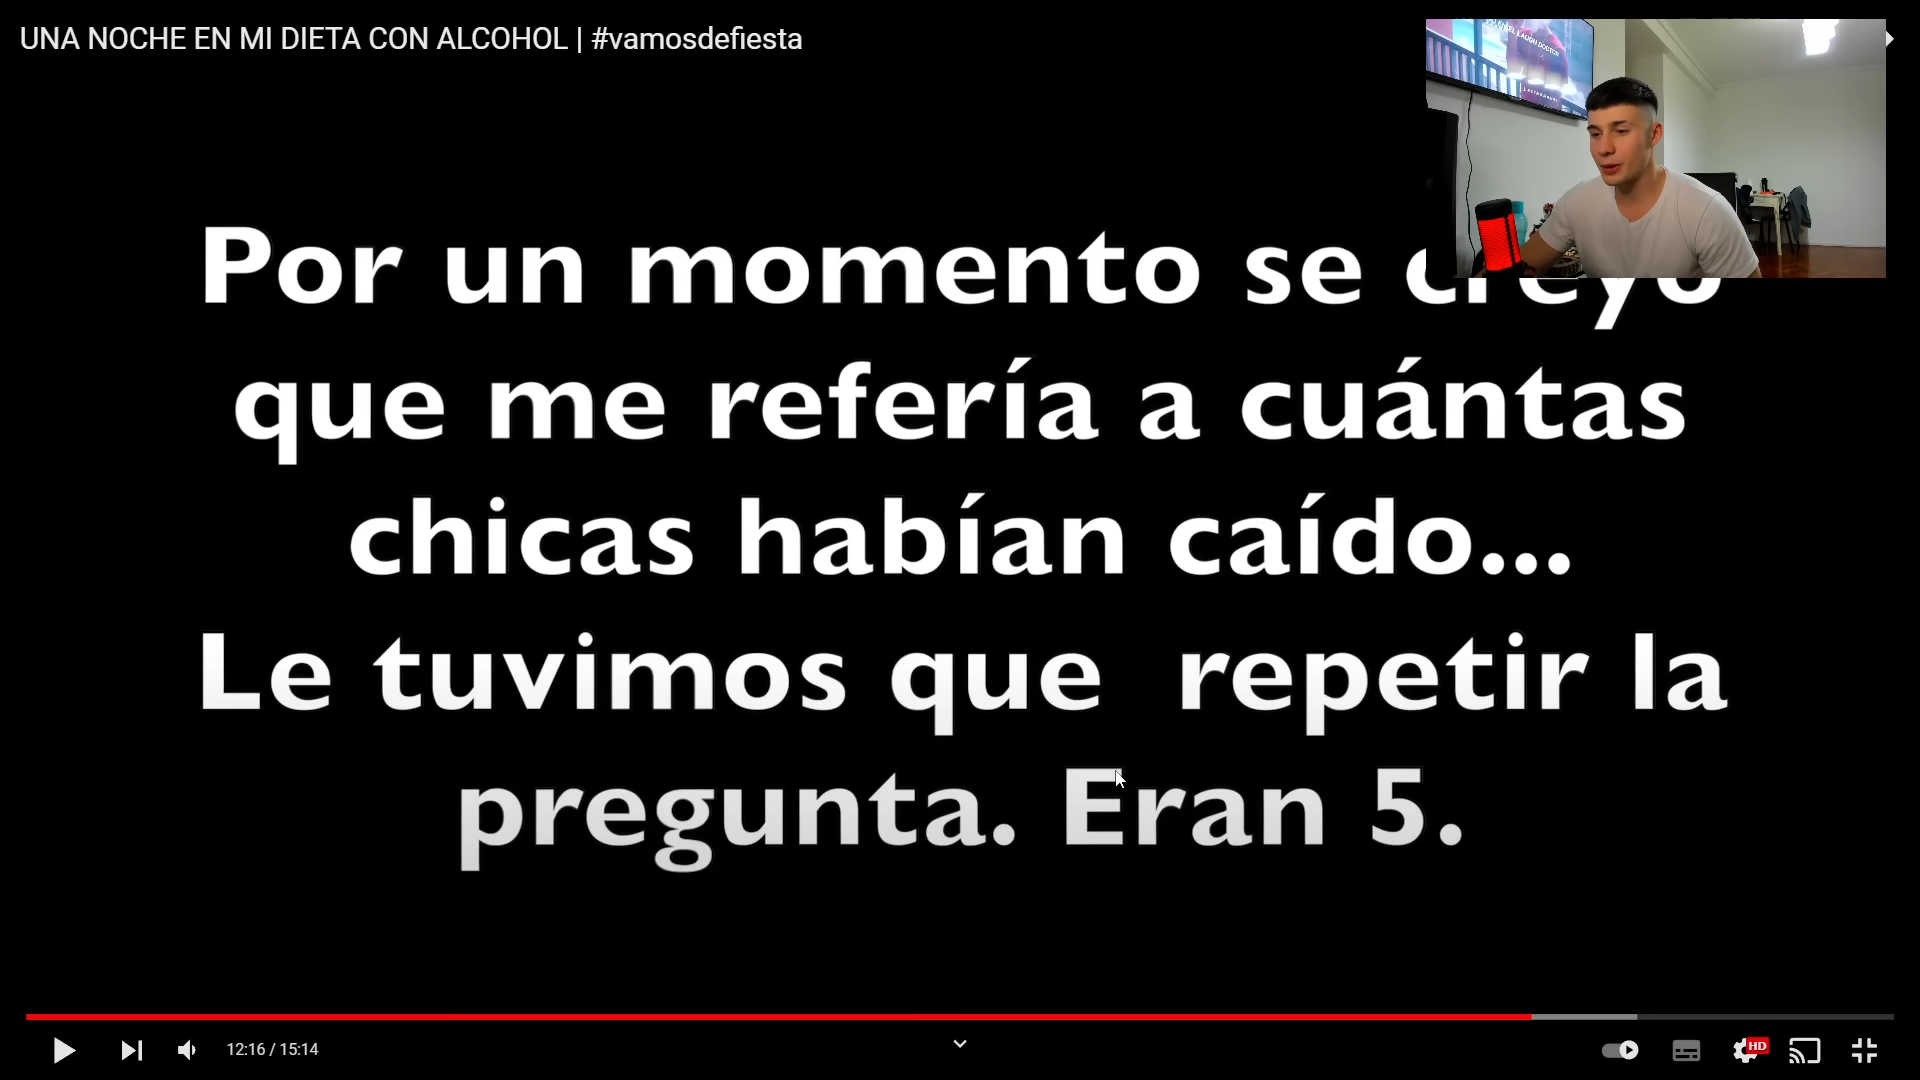 UNA NOCHE EN MI DIETA CON ALCOHOL | #vamosdefiesta
Por un momento se creyó
que me refería a cuántas
chicas habían caído...
Le tuvimos que repetir la
pregunta. Eran 5.
12:16 / 15:14
HD